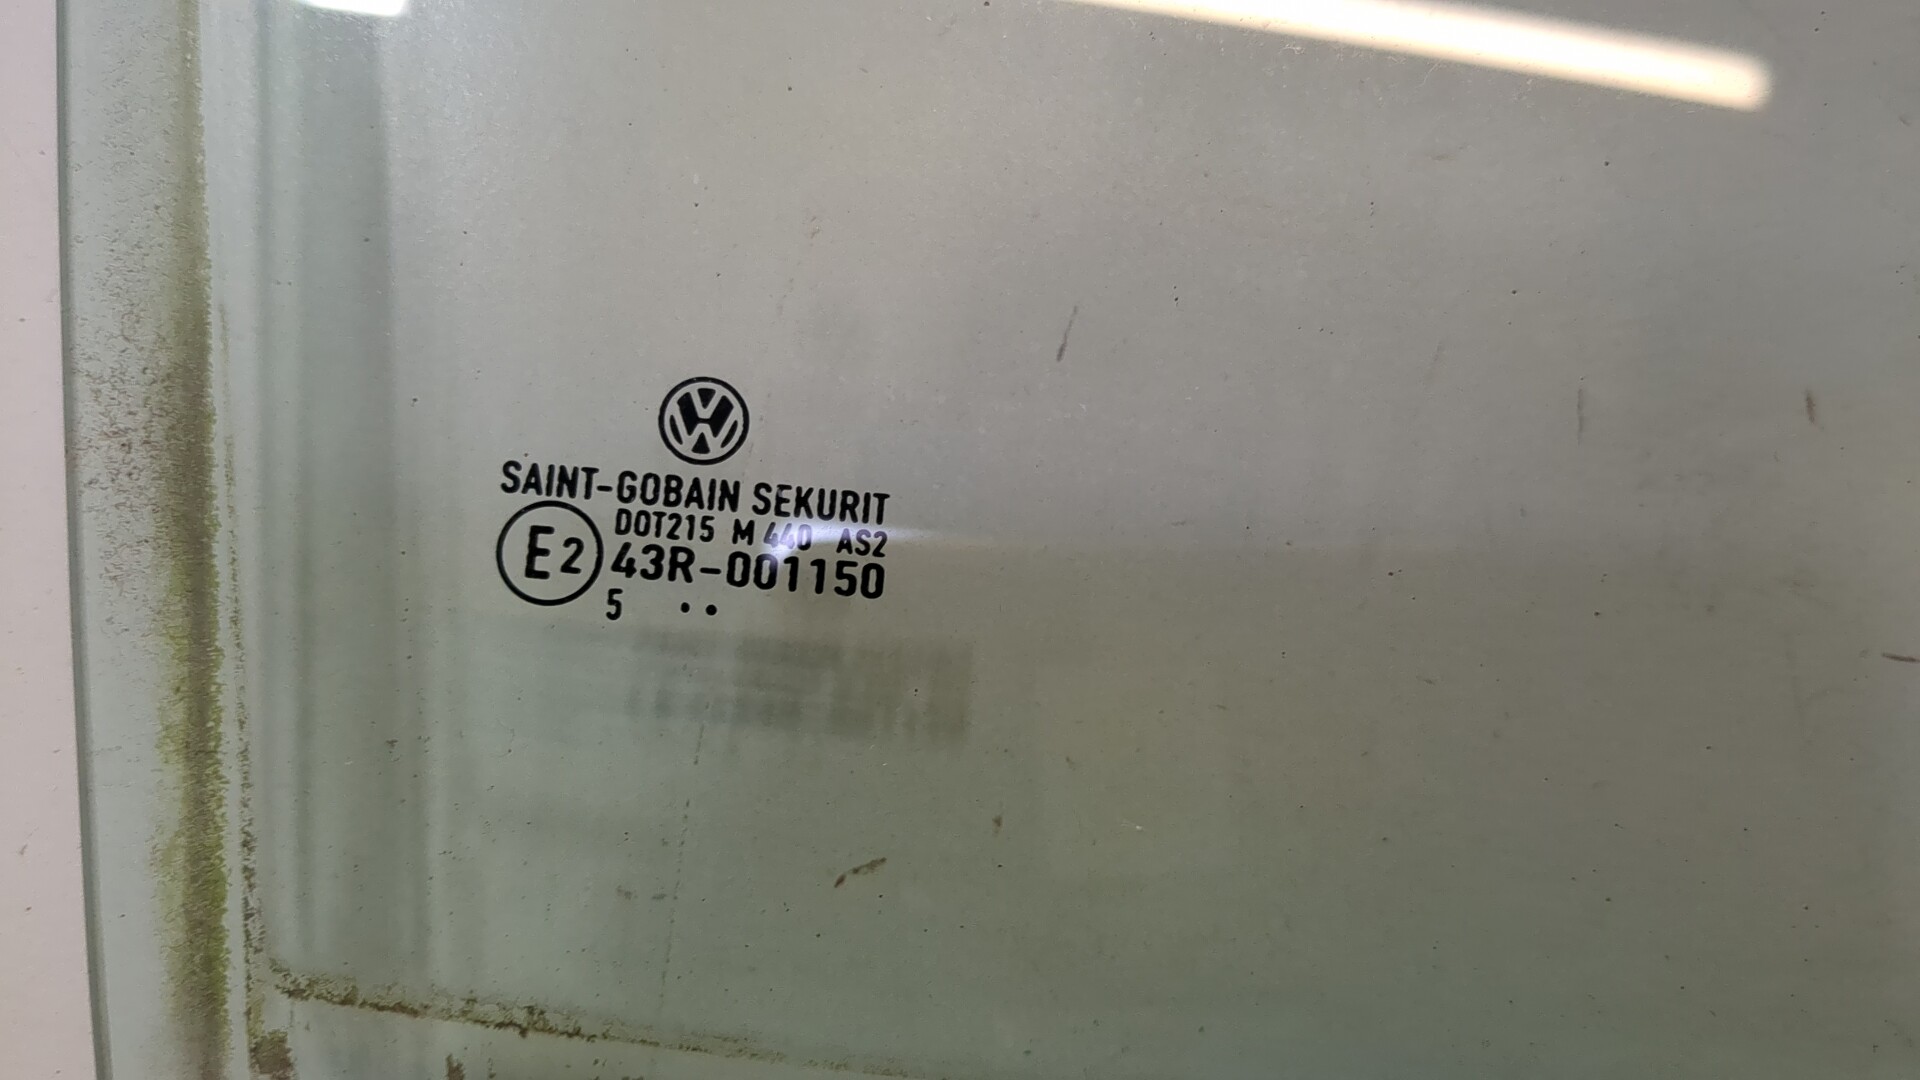 SAINT-GOBAIN SEKURIT
DOT215 M 440 AS2
E2 43R-001150
5 ..